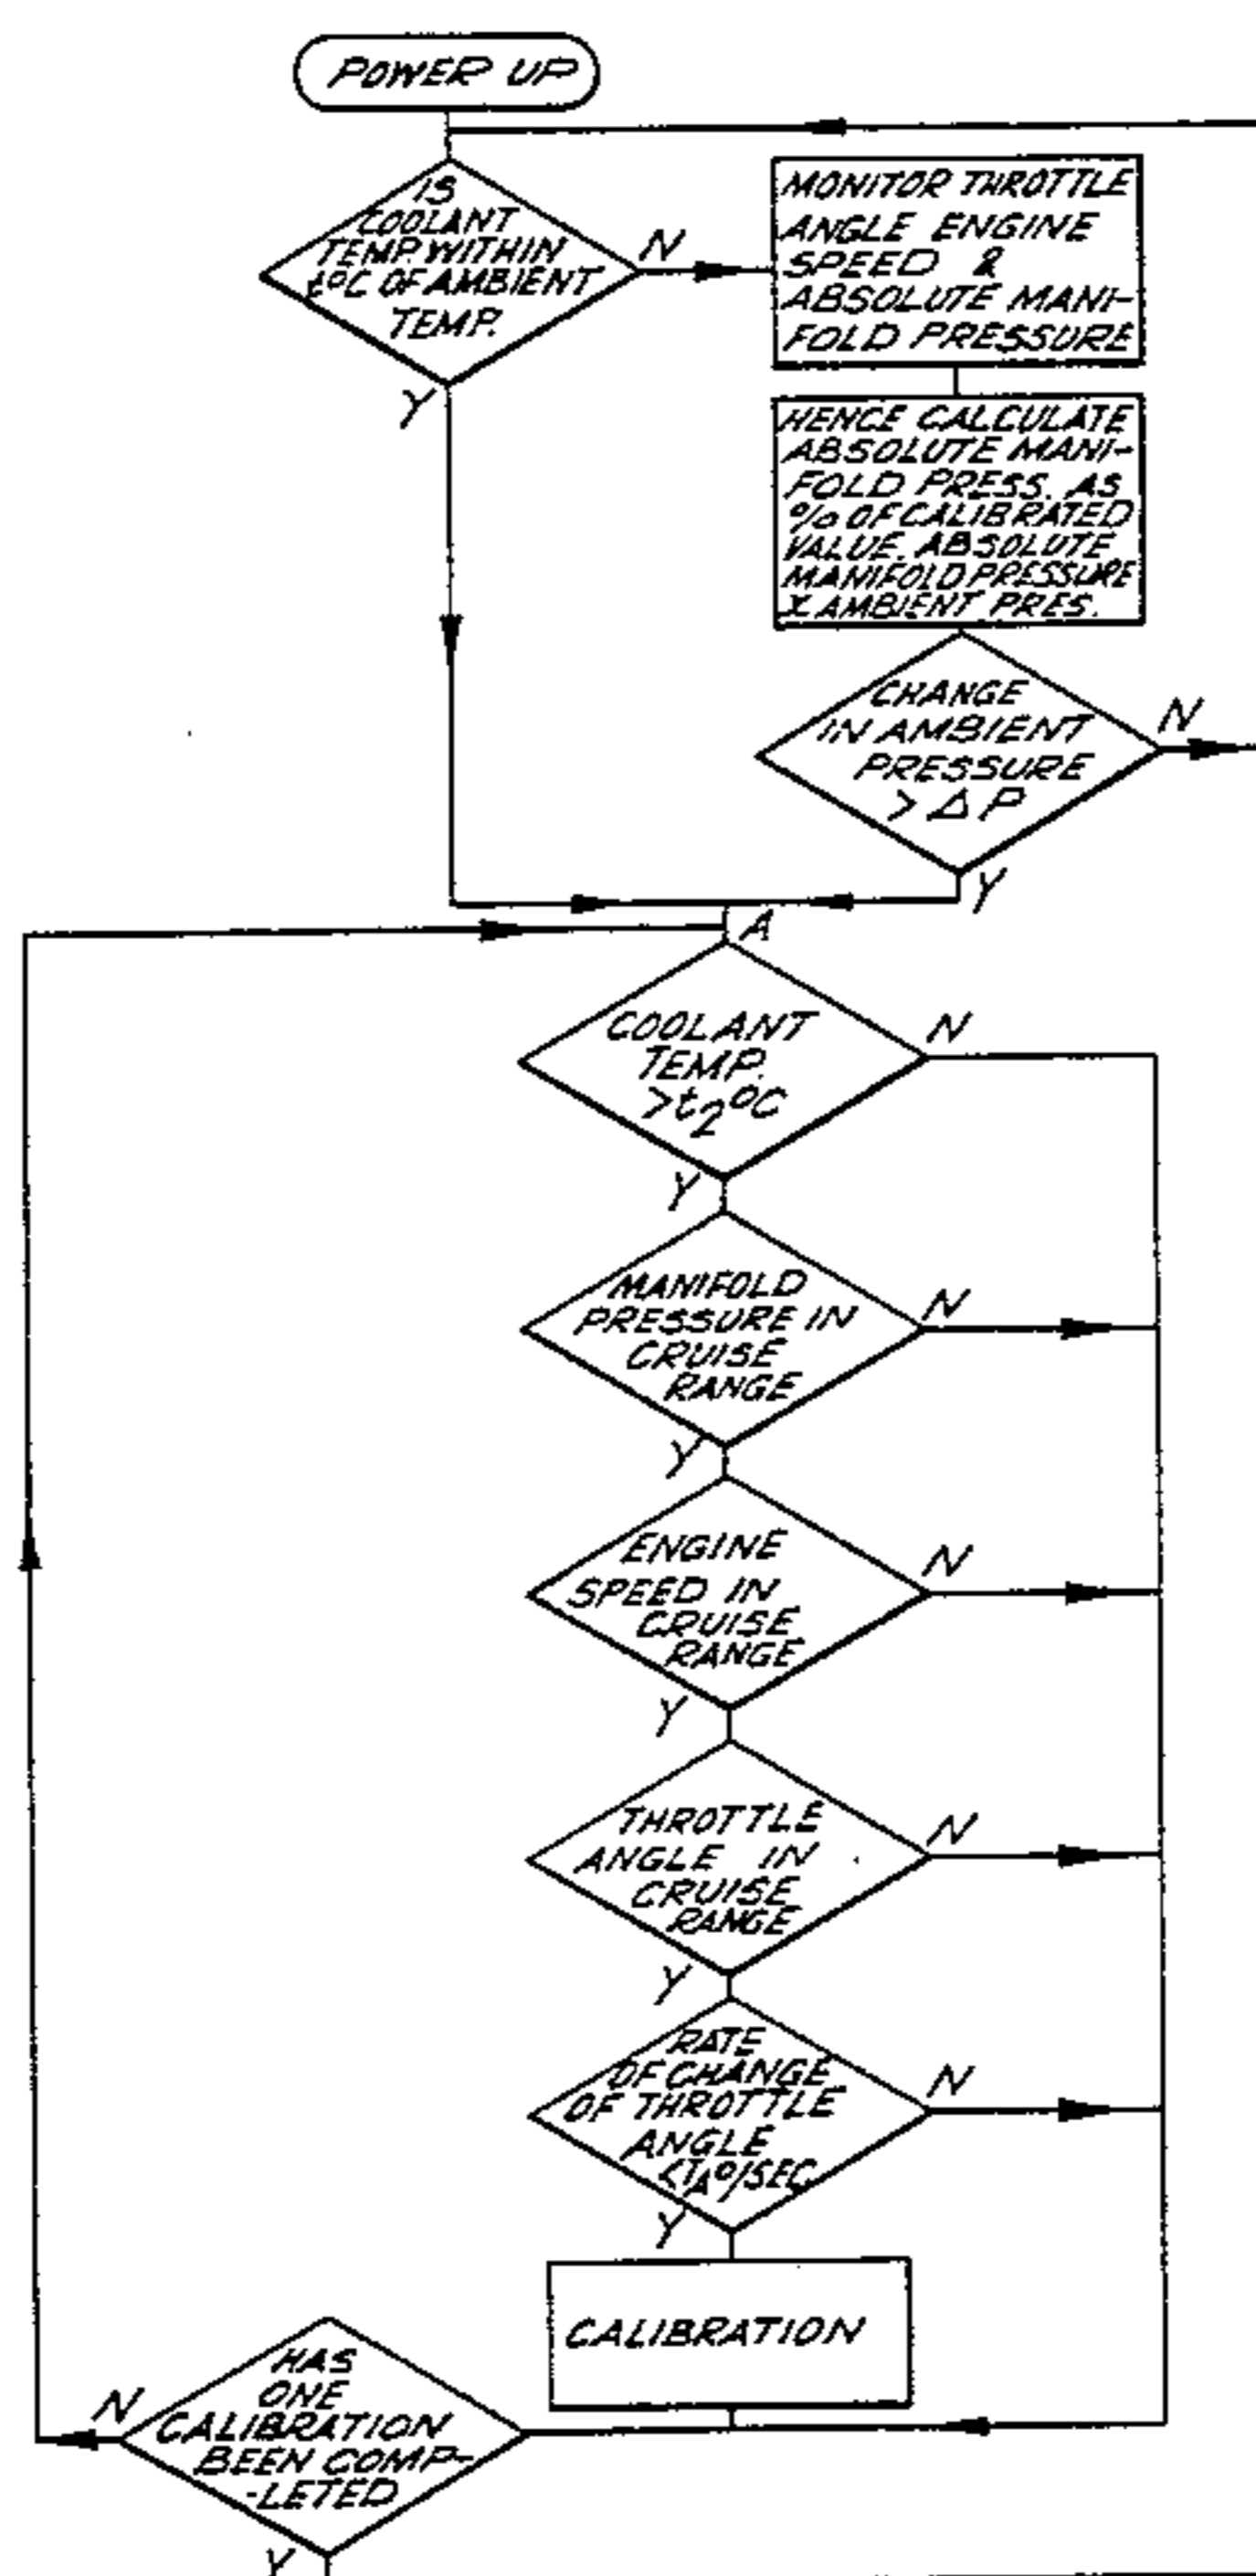 POWER UP
IS
COOLANT
TEMP. WITHIN
t°C OF AMBIENT
TEMP.
N
Y
MONITOR THROTTLE
ANGLE ENGINE
SPEED &
ABSOLUTE MANI-
FOLD PRESSURE
HENCE CALCULATE
ABSOLUTE MANI-
FOLD PRESS. AS
% OF CALIBRATED
VALUE. ABSOLUTE
MANIFOLD PRESSURE
X AMBIENT PRES.
CHANGE
IN AMBIENT
PRESSURE
> ΔP
N
Y
A
COOLANT
TEMP.
>t2°C
N
Y
MANIFOLD
PRESSURE IN
CRUISE
RANGE
N
Y
ENGINE
SPEED IN
CRUISE
RANGE
N
Y
THROTTLE
ANGLE IN
CRUISE
RANGE
N
Y
RATE
OF CHANGE
OF THROTTLE
ANGLE
<TA°/SEC
N
Y
CALIBRATION
HAS
ONE
CALIBRATION
BEEN COMP-
-LETED
N
Y